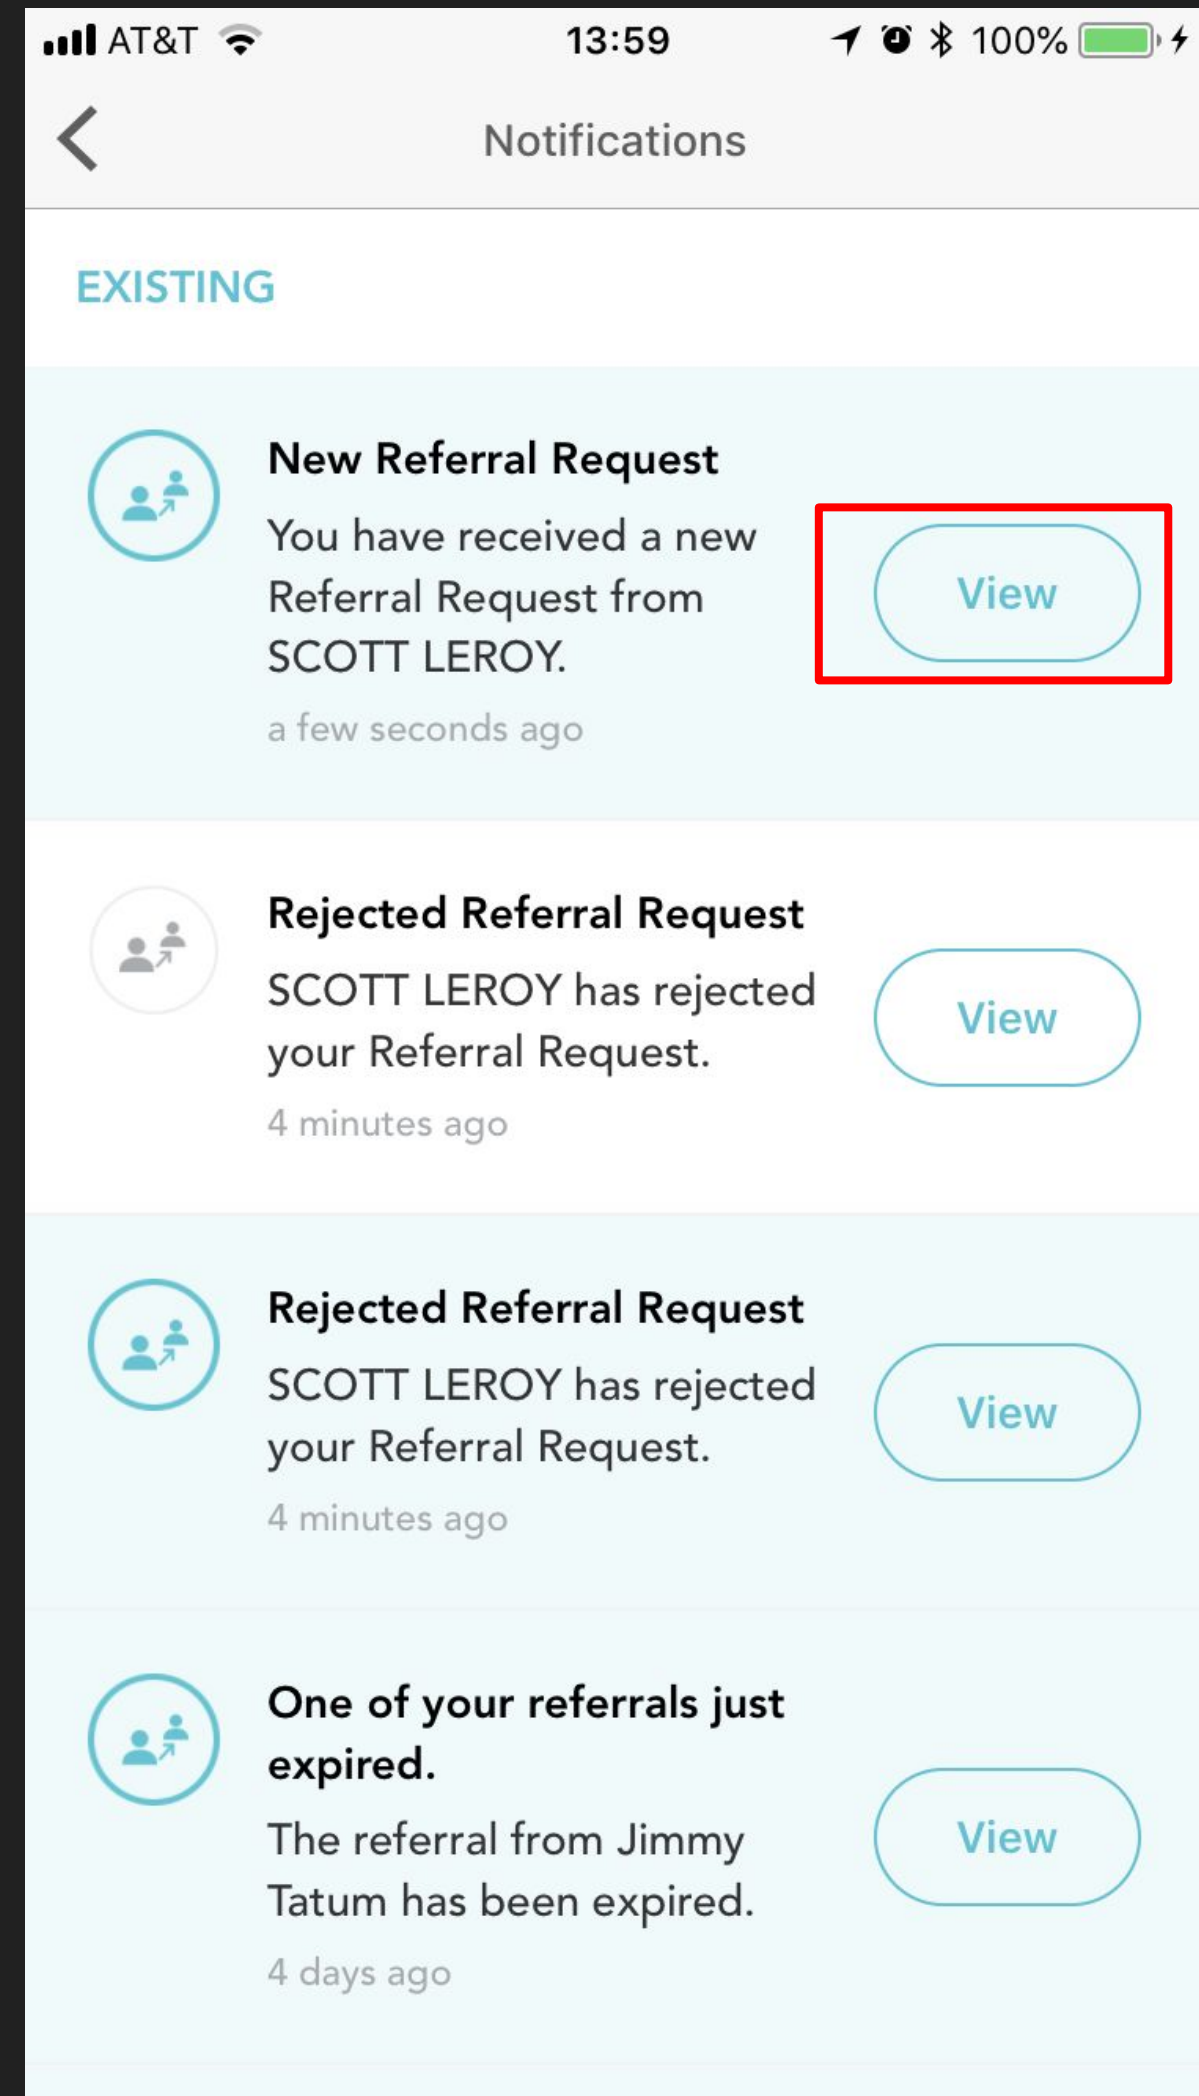 AT&T 13:59 100%
Notifications
EXISTING
New Referral Request
You have received a new
Referral Request from
SCOTT LEROY.
a few seconds ago
View
Rejected Referral Request
SCOTT LEROY has rejected
your Referral Request.
4 minutes ago
View
Rejected Referral Request
SCOTT LEROY has rejected
your Referral Request.
4 minutes ago
View
One of your referrals just
expired.
The referral from Jimmy
Tatum has been expired.
4 days ago
View